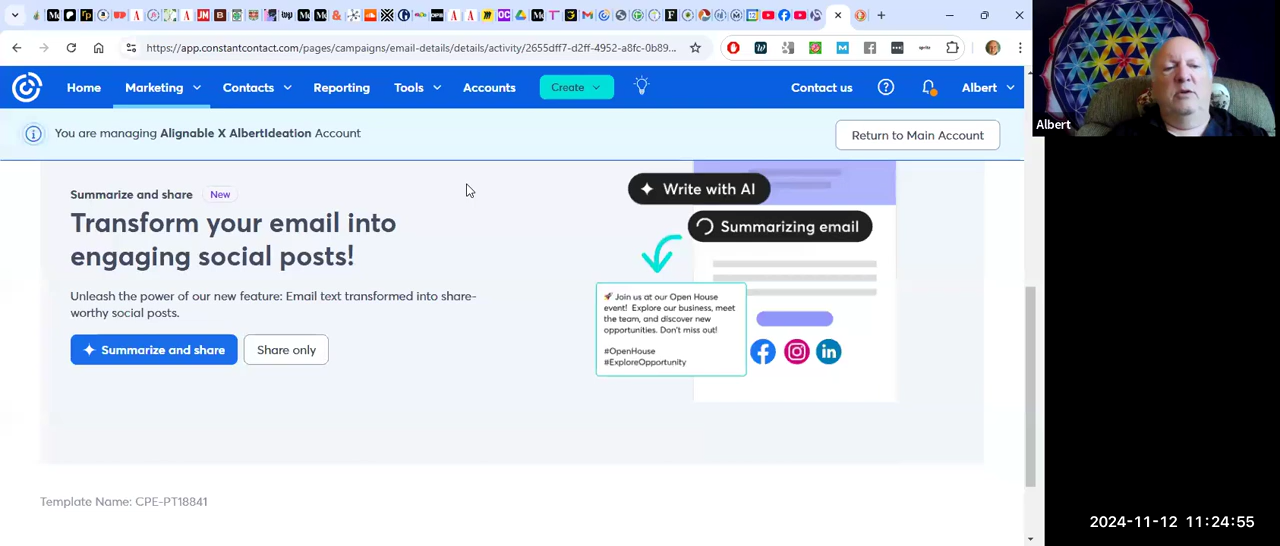 https://app.constantcontact.com/pages/campaigns/email-details/details/activity/2655dff7-d2ff-4952-a8fc-0b89...
Home Marketing Contacts Reporting Tools Accounts Create Contact us Albert
Albert
You are managing Alignable X AlbertIdeation Account Return to Main Account
Summarize and share New
Transform your email into
engaging social posts!
Unleash the power of our new feature: Email text transformed into share-
worthy social posts.
Summarize and share Share only
Write with AI
Summarizing email
🚀 Join us at our Open House
event! Explore our business, meet
the team, and discover new
opportunities. Don't miss out!
#OpenHouse
#ExploreOpportunity
Template Name: CPE-PT18841
2024-11-12 11:24:55